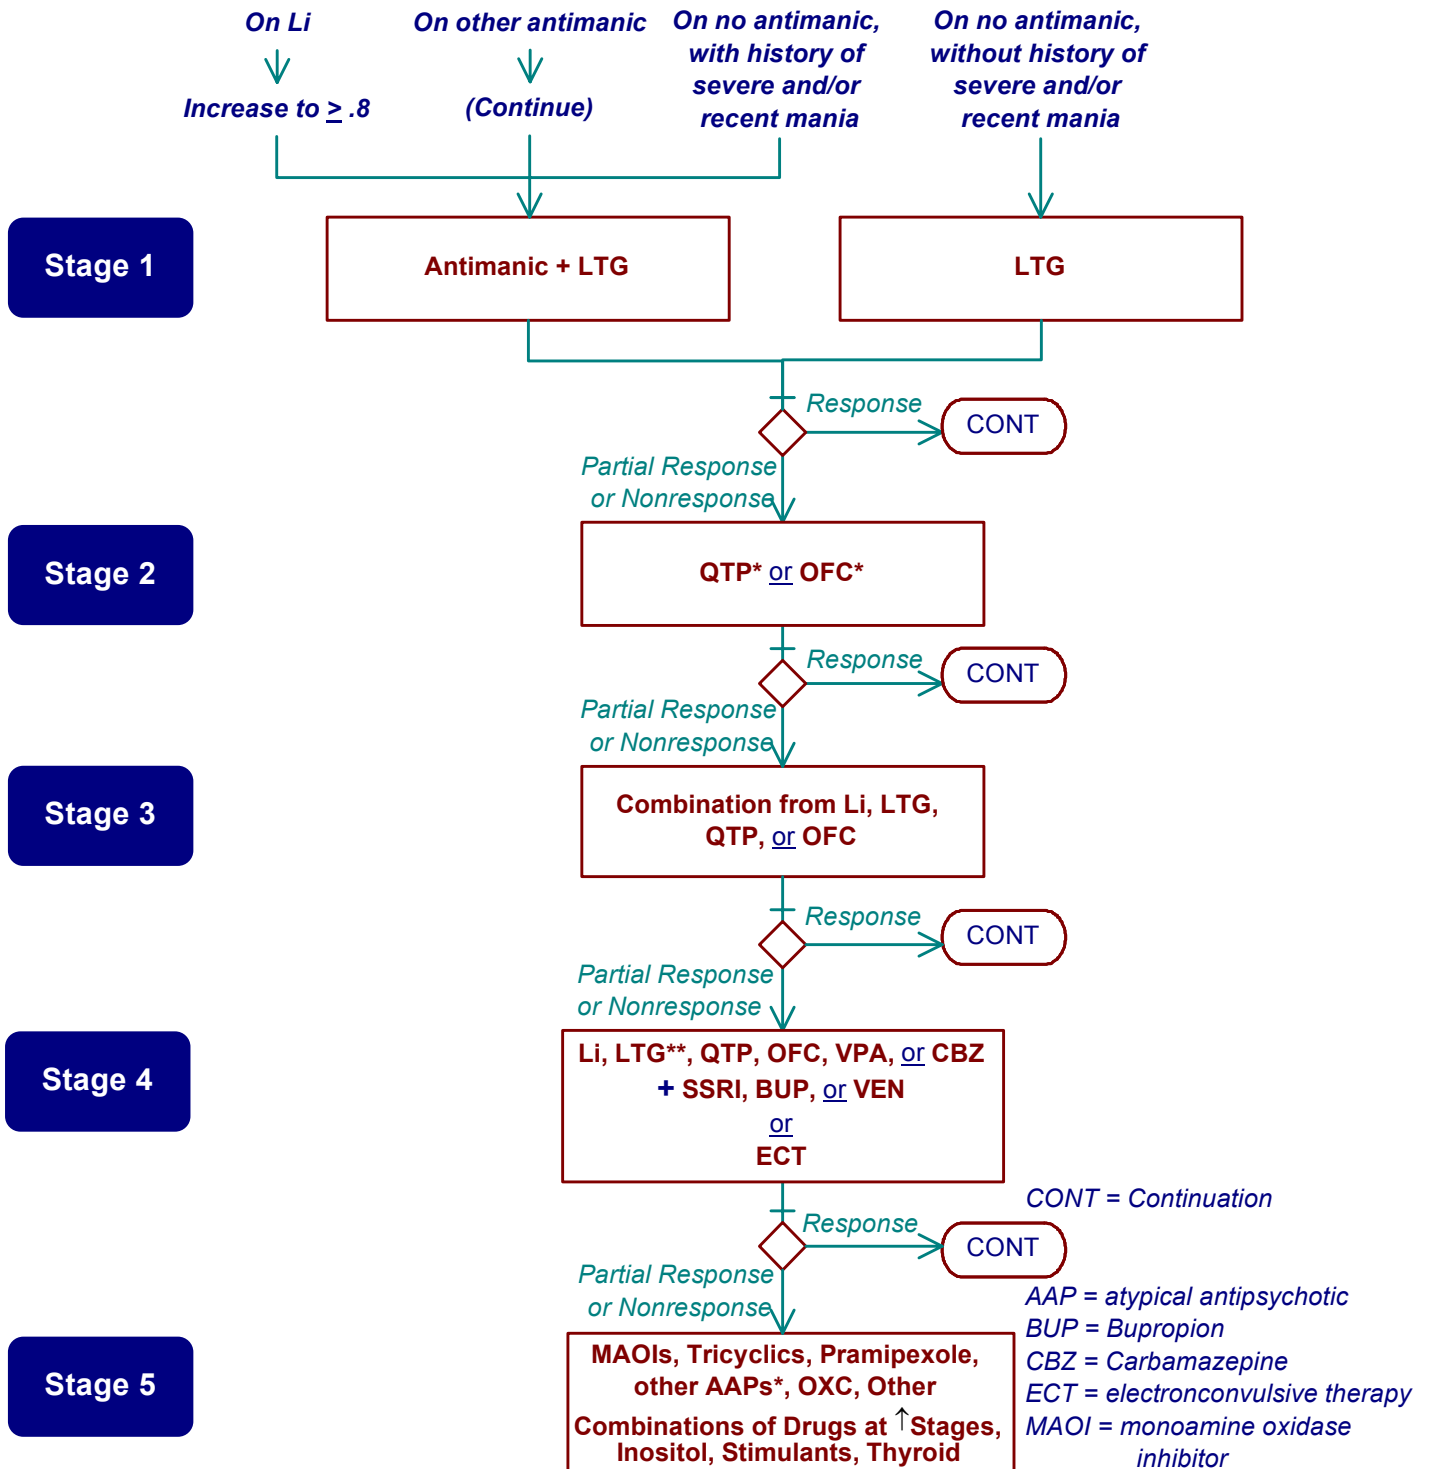 On Li
Increase to ≥ .8
On other antimanic
(Continue)
On no antimanic,
with history of
severe and/or
recent mania
On no antimanic,
without history of
severe and/or
recent mania
Stage 1
Antimanic + LTG
LTG
Response
CONT
Partial Response
or Nonresponse
Stage 2
QTP* or OFC*
Response
CONT
Partial Response
or Nonresponse
Stage 3
Combination from Li, LTG,
QTP, or OFC
Response
CONT
Partial Response
or Nonresponse
Stage 4
Li, LTG**, QTP, OFC, VPA, or CBZ
+ SSRI, BUP, or VEN
or
ECT
Response
CONT
Partial Response
or Nonresponse
Stage 5
MAOIs, Tricyclics, Pramipexole,
other AAPs*, OXC, Other
Combinations of Drugs at ↑Stages,
Inositol, Stimulants, Thyroid
CONT = Continuation
AAP = atypical antipsychotic
BUP = Bupropion
CBZ = Carbamazepine
ECT = electronconvulsive therapy
MAOI = monoamine oxidase
inhibitor